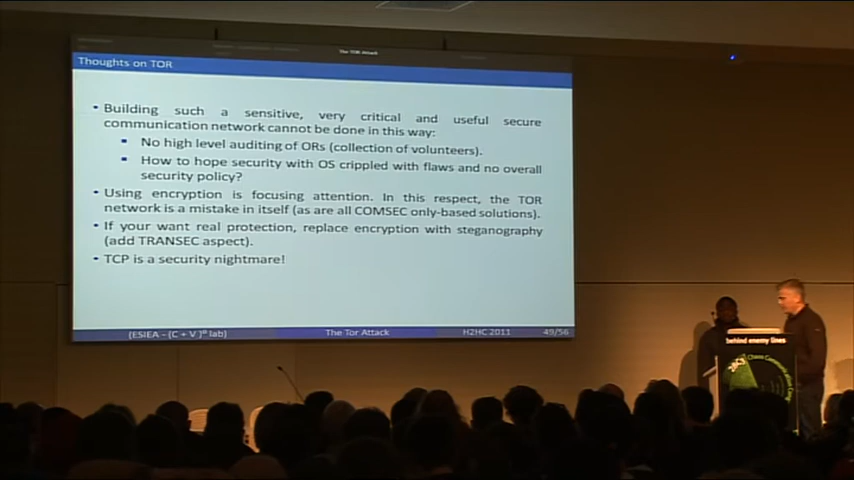 The TOR Attack
Thoughts on TOR
• Building such a sensitive, very critical and useful secure
communication network cannot be done in this way:
▪ No high level auditing of ORs (collection of volunteers).
▪ How to hope security with OS crippled with flaws and no overall
security policy?
• Using encryption is focusing attention. In this respect, the TOR
network is a mistake in itself (as are all COMSEC only-based solutions).
• If your want real protection, replace encryption with steganography
(add TRANSEC aspect).
• TCP is a security nightmare!
(ESIEA - (C + V)ᴼ lab) The Tor Attack H2HC 2011 49/56
behind enemy lines
Chaos Communication